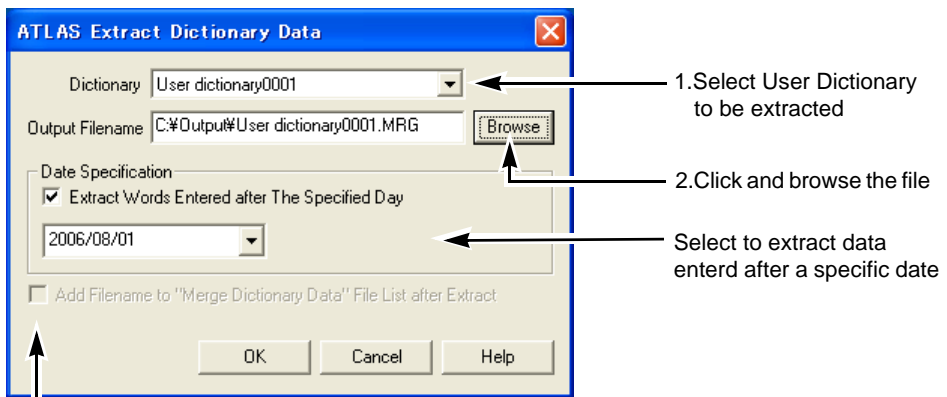 ATLAS Extract Dictionary Data
Dictionary User dictionary0001
1.Select User Dictionary
to be extracted
Output Filename C:¥Output¥User dictionary0001.MRG Browse
2.Click and browse the file
Date Specification
Extract Words Entered after The Specified Day
2006/08/01
Select to extract data
enterd after a specific date
Add Filename to "Merge Dictionary Data" File List after Extract
OK Cancel Help